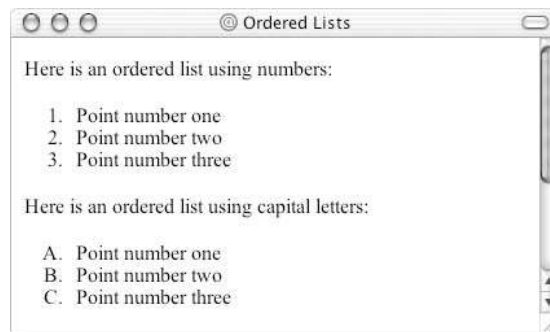 Ordered Lists
Here is an ordered list using numbers:
1. Point number one
2. Point number two
3. Point number three
Here is an ordered list using capital letters:
A. Point number one
B. Point number two
C. Point number three